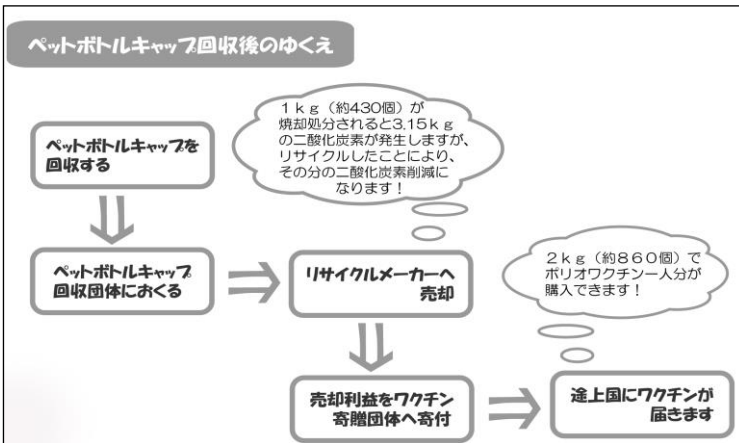 ペットボトルキャップ回収後のゆくえ
1kg(約430個)が
焼却処分されると3.15kg
の二酸化炭素が発生しますが、
リサイクルしたことにより、
その分の二酸化炭素削減に
なります!
ペットボトルキャップを
回収する
ペットボトルキャップ
回収団体におくる
リサイクルメーカーへ
売却
2kg(約860個)で
ポリオワクチン一人分が
購入できます!
売却利益をワクチン
寄贈団体へ寄付
途上国にワクチンが
届きます